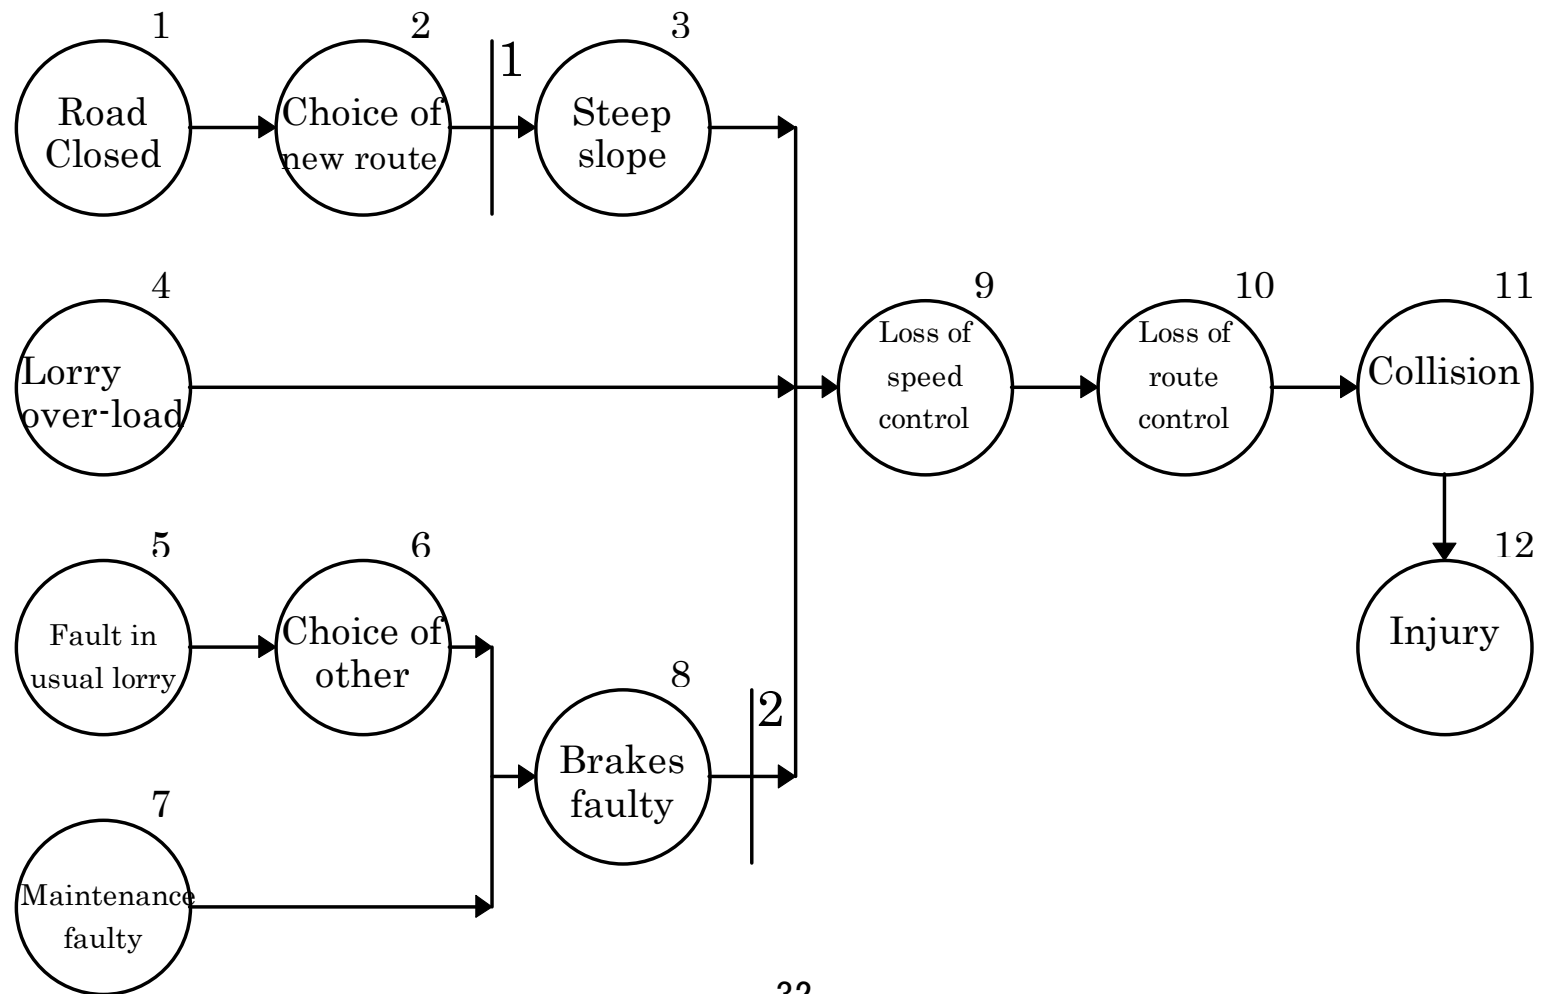 1
Road
Closed
2
Choice of
new route
1
3
Steep
slope
4
Lorry
over-load
9
Loss of
speed
control
10
Loss of
route
control
11
Collision
5
Fault in
usual lorry
6
Choice of
other
7
Maintenance
faulty
8
Brakes
faulty
2
12
Injury
32